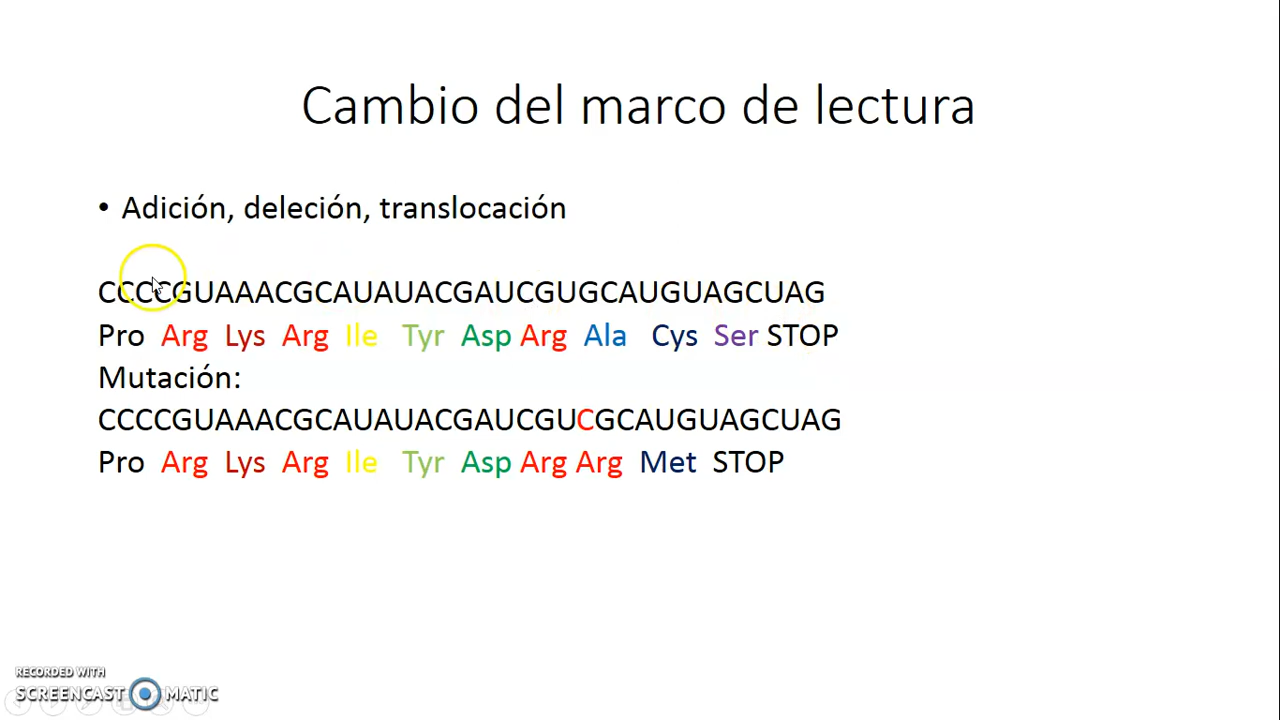 Cambio del marco de lectura
• Adición, deleción, translocación
CCCCGUAAACGCAUAUACGAUCGUGCAUGUAGCUAG
Pro Arg Lys Arg Ile Tyr Asp Arg Ala Cys Ser STOP
Mutación:
CCCCGUAAACGCAUAUACGAUCGUCGCAUGUAGCUAG
Pro Arg Lys Arg Ile Tyr Asp Arg Arg Met STOP
RECORDED WITH
SCREENCAST MATIC